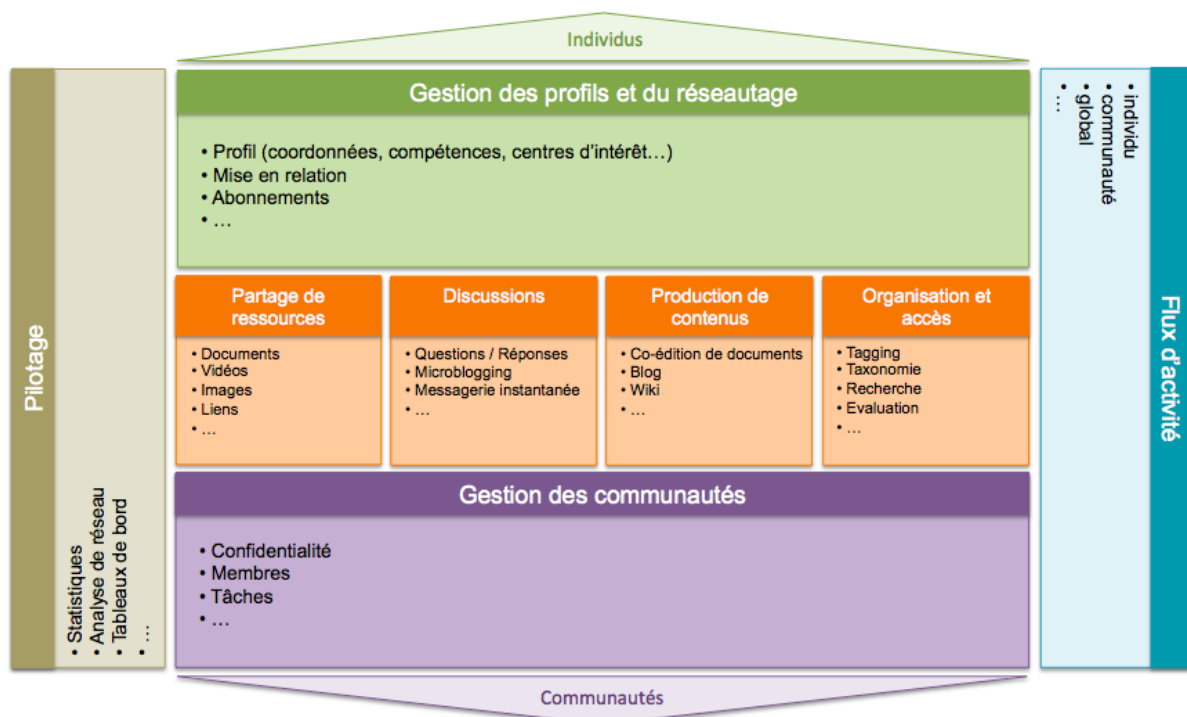 Individus
Pilotage
• Statistiques
• Analyse de réseau
• Tableaux de bord
• …
Gestion des profils et du réseautage
• Profil (coordonnées, compétences, centres d'intérêt…)
• Mise en relation
• Abonnements
• …
Partage de
ressources
• Documents
• Vidéos
• Images
• Liens
• …
Discussions
• Questions / Réponses
• Microblogging
• Messagerie instantanée
• …
Production de
contenus
• Co-édition de documents
• Blog
• Wiki
• …
Organisation et
accès
• Tagging
• Taxonomie
• Recherche
• Evaluation
• …
Gestion des communautés
• Confidentialité
• Membres
• Tâches
• …
Flux d'activité
• individu
• communauté
• global
• …
Communautés